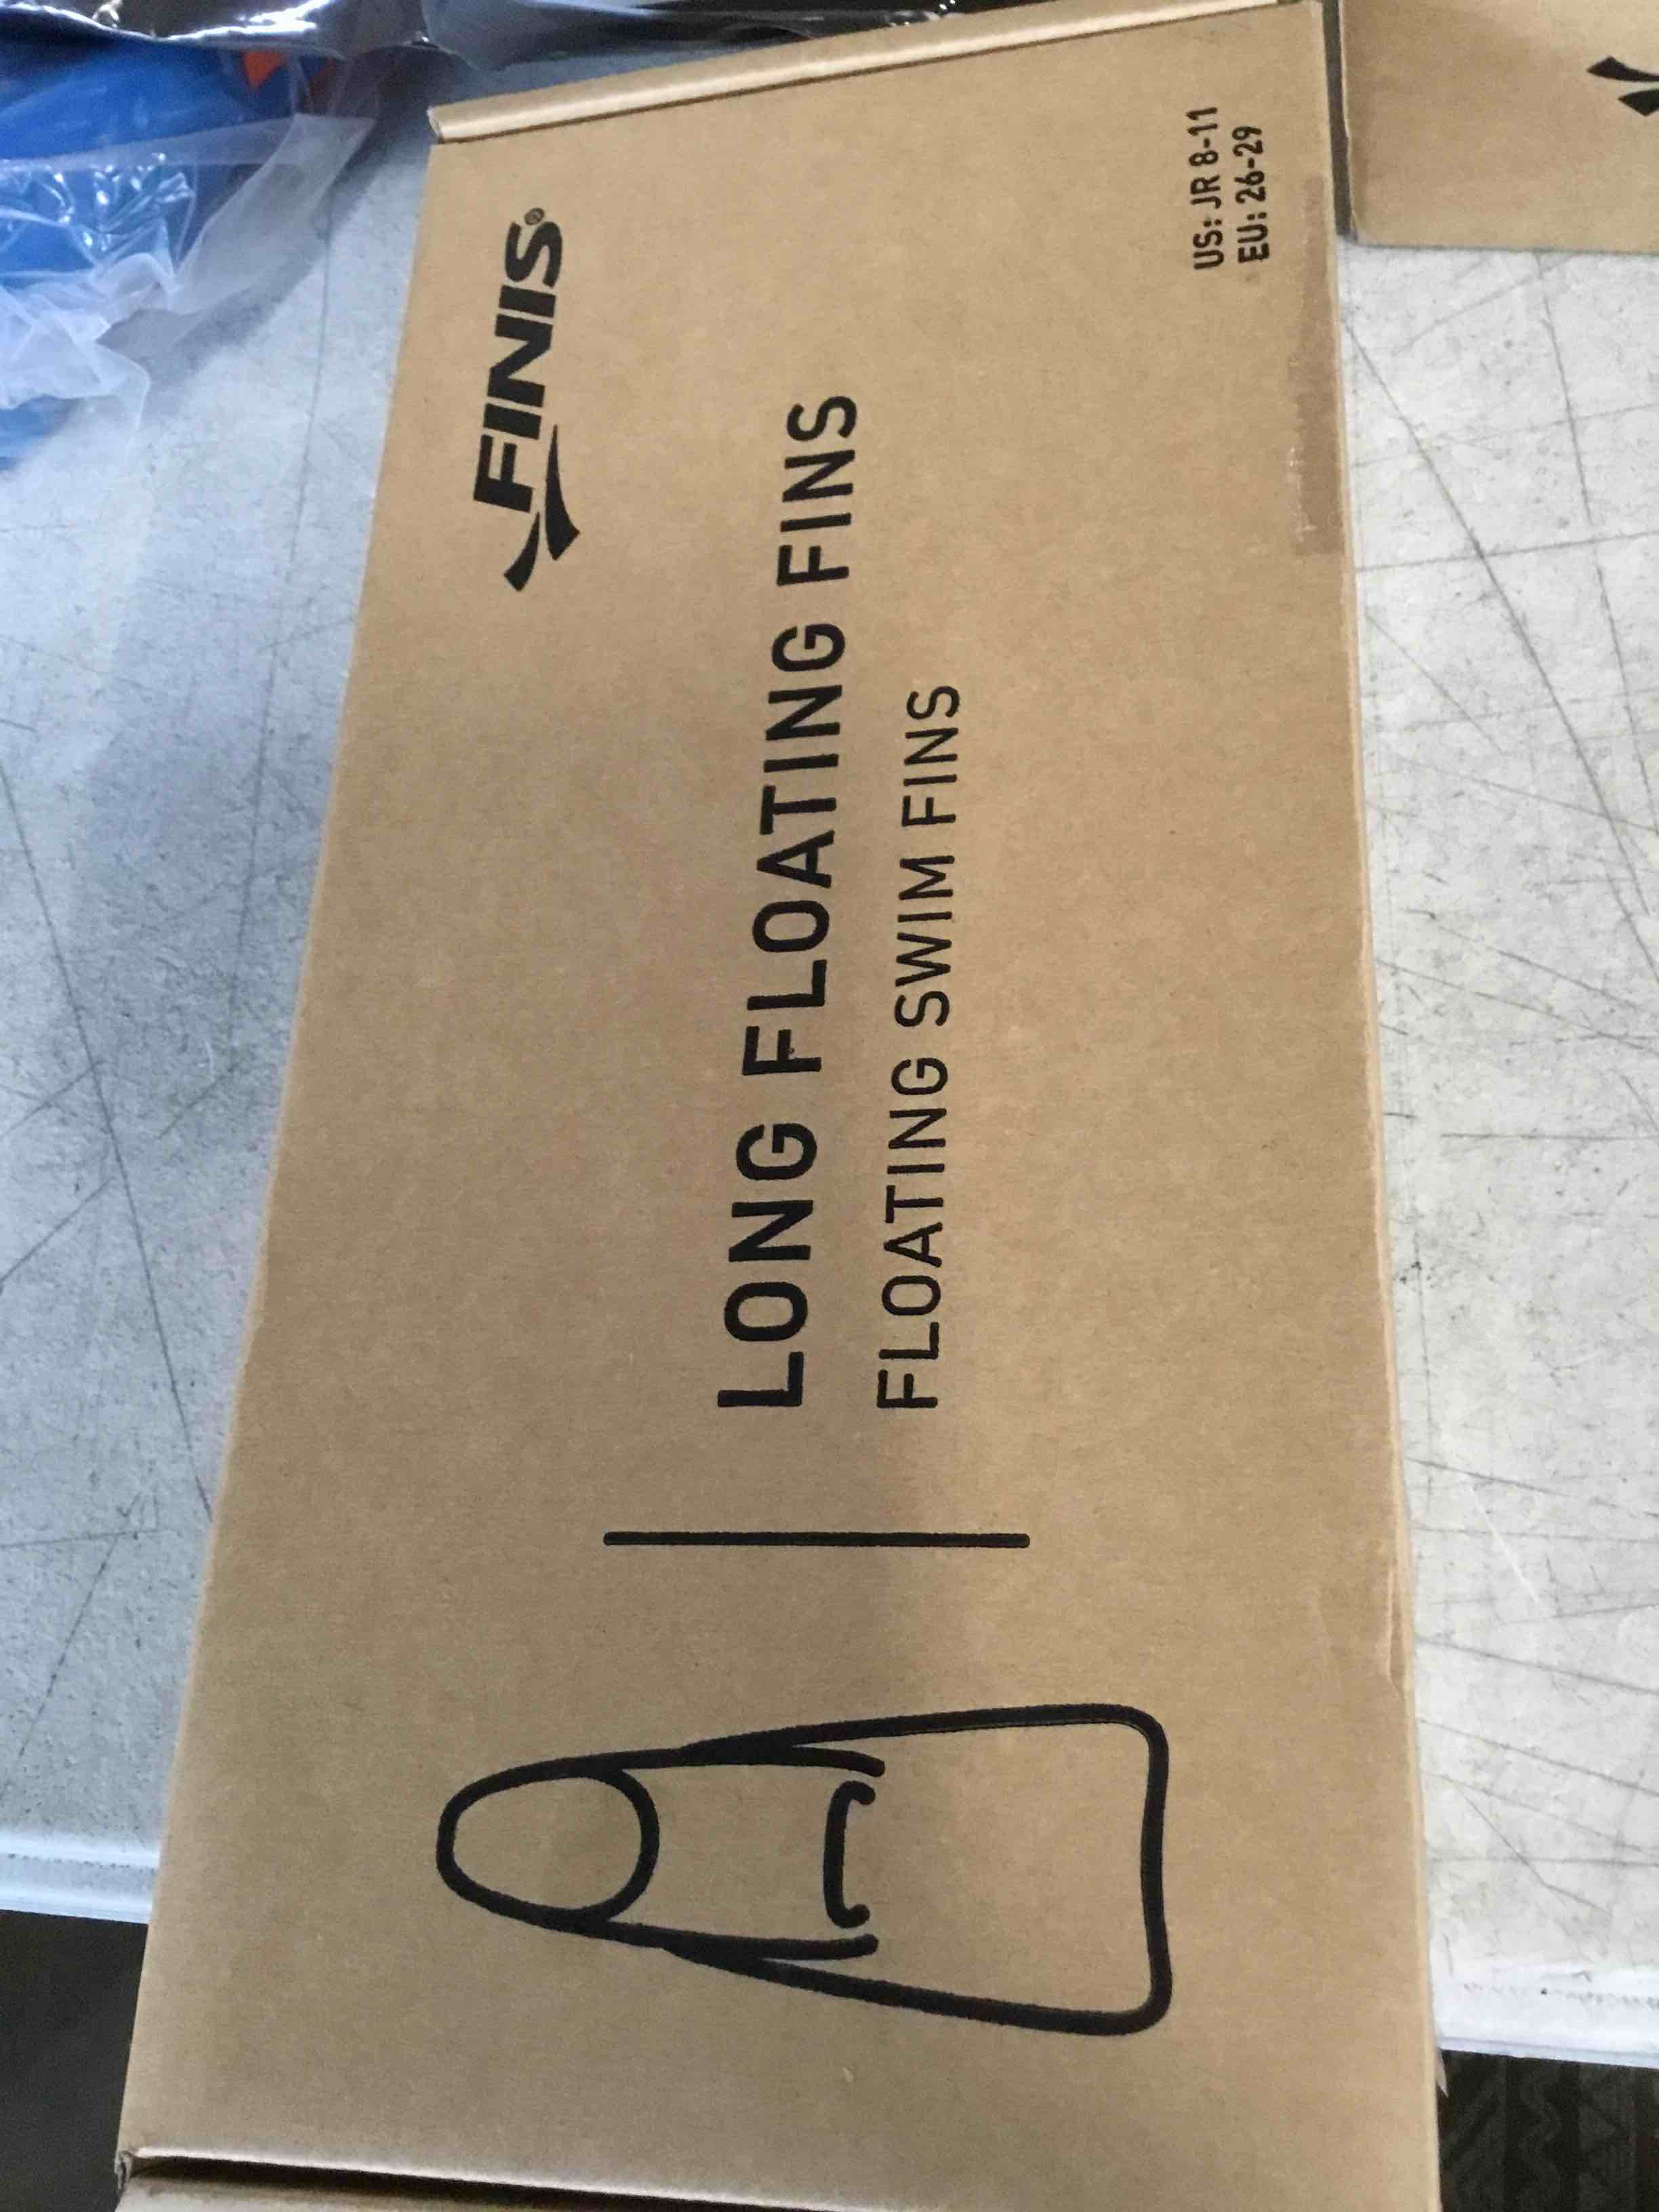 FINIS®
LONG FLOATING FINS
FLOATING SWIM FINS
US: JR 8-11
EU: 26-29